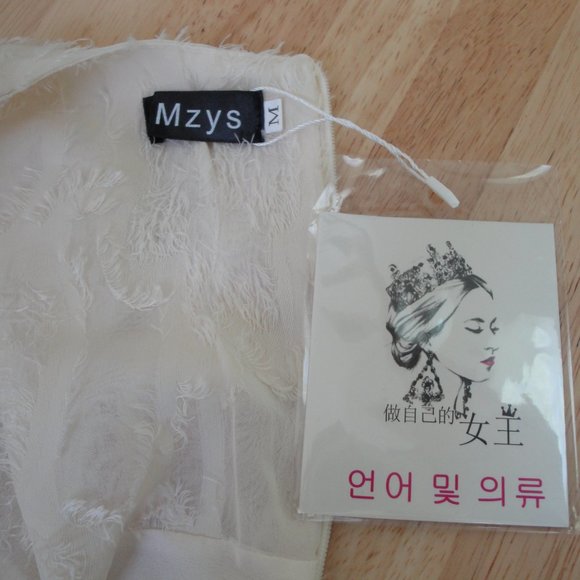 Mzys
M
做自己的
女王
언어 및 의류